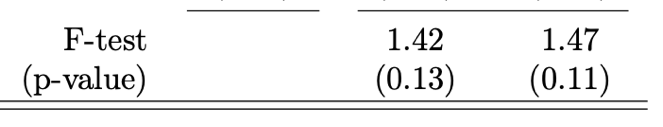 F-test 1.42 1.47
(p-value) (0.13) (0.11)